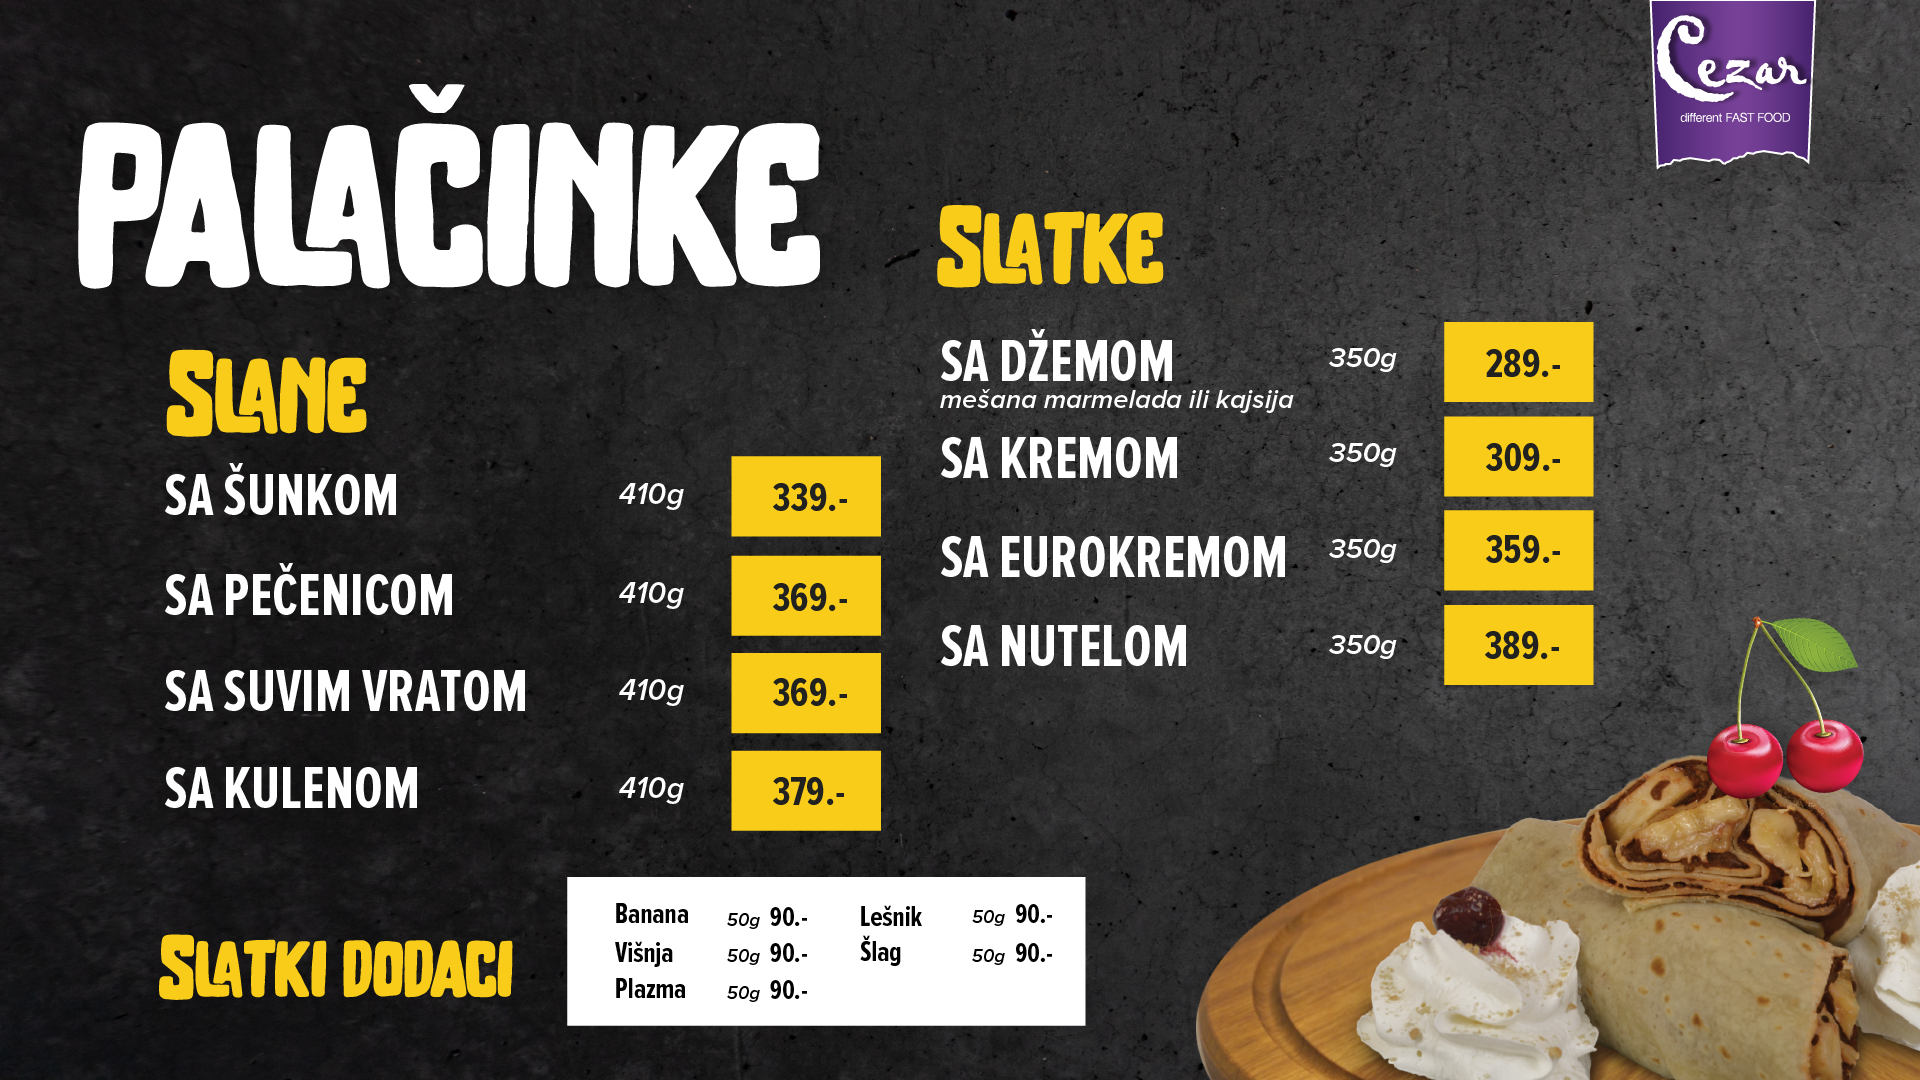 Cezar
different FAST FOOD
PALAČINKE
SLANE
SA ŠUNKOM 410g 339.-
SA PEČENICOM 410g 369.-
SA SUVIM VRATOM 410g 369.-
SA KULENOM 410g 379.-
SLATKE
SA DŽEMOM 350g 289.-
mešana marmelada ili kajsija
SA KREMOM 350g 309.-
SA EUROKREMOM 350g 359.-
SA NUTELOM 350g 389.-
SLATKI DODACI
Banana 50g 90.-
Višnja 50g 90.-
Plazma 50g 90.-
Lešnik 50g 90.-
Šlag 50g 90.-